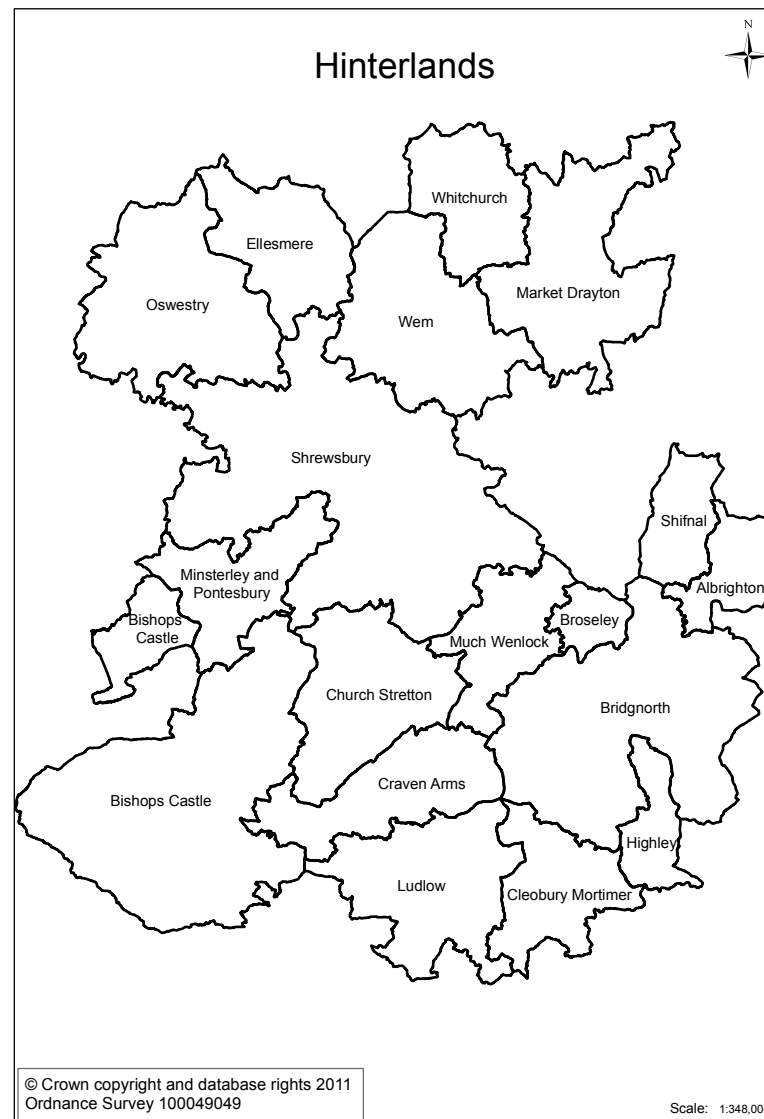 N
Hinterlands
Whitchurch
Ellesmere
Market Drayton
Oswestry
Wem
Shrewsbury
Shifnal
Minsterley and
Pontesbury
Albrighton
Bishops
Castle
Broseley
Much Wenlock
Church Stretton
Bridgnorth
Craven Arms
Bishops Castle
Highley
Ludlow
Cleobury Mortimer
© Crown copyright and database rights 2011
Ordnance Survey 100049049
Scale: 1:348,00